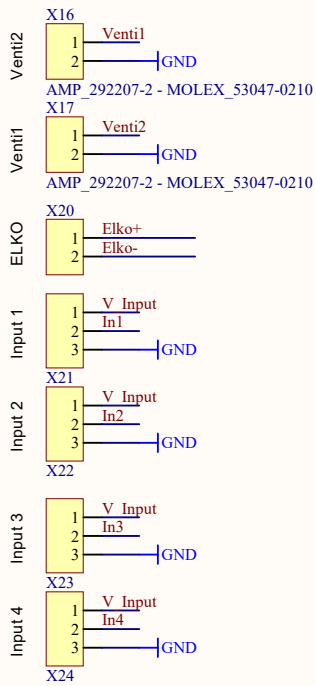 X16
Venti2
1 Venti1
2 GND
AMP_292207-2 - MOLEX_53047-0210
X17
Venti1
1 Venti2
2 GND
AMP_292207-2 - MOLEX_53047-0210
X20
ELKO
1 Elko+
2 Elko-
Input 1
1 V_Input
2 In1
3 GND
X21
Input 2
1 V_Input
2 In2
3 GND
X22
Input 3
1 V_Input
2 In3
3 GND
X23
Input 4
1 V_Input
2 In4
3 GND
X24